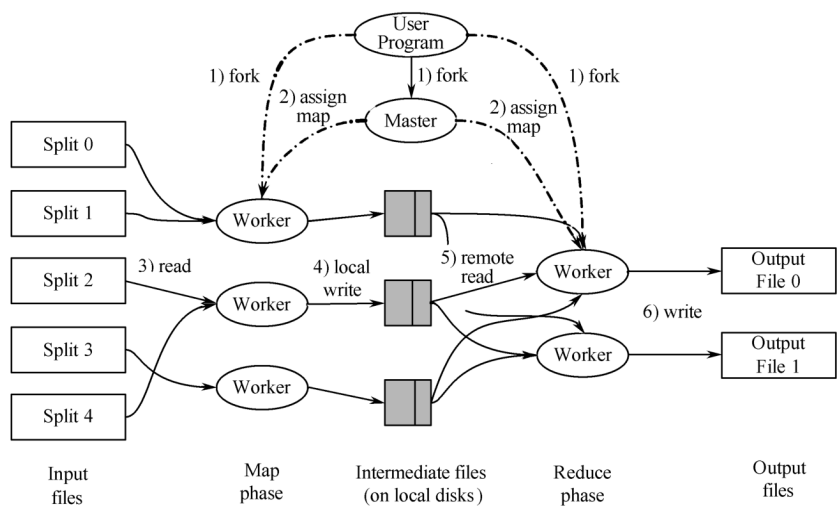 User
Program
1) fork
1) fork
1) fork
2) assign
map
Master
2) assign
map
Split 0
Split 1
Split 2
Split 3
Split 4
3) read
Worker
Worker
Worker
4) local
write
5) remote
read
Worker
Worker
6) write
Output
File 0
Output
File 1
Input
files
Map
phase
Intermediate files
(on local disks)
Reduce
phase
Output
files